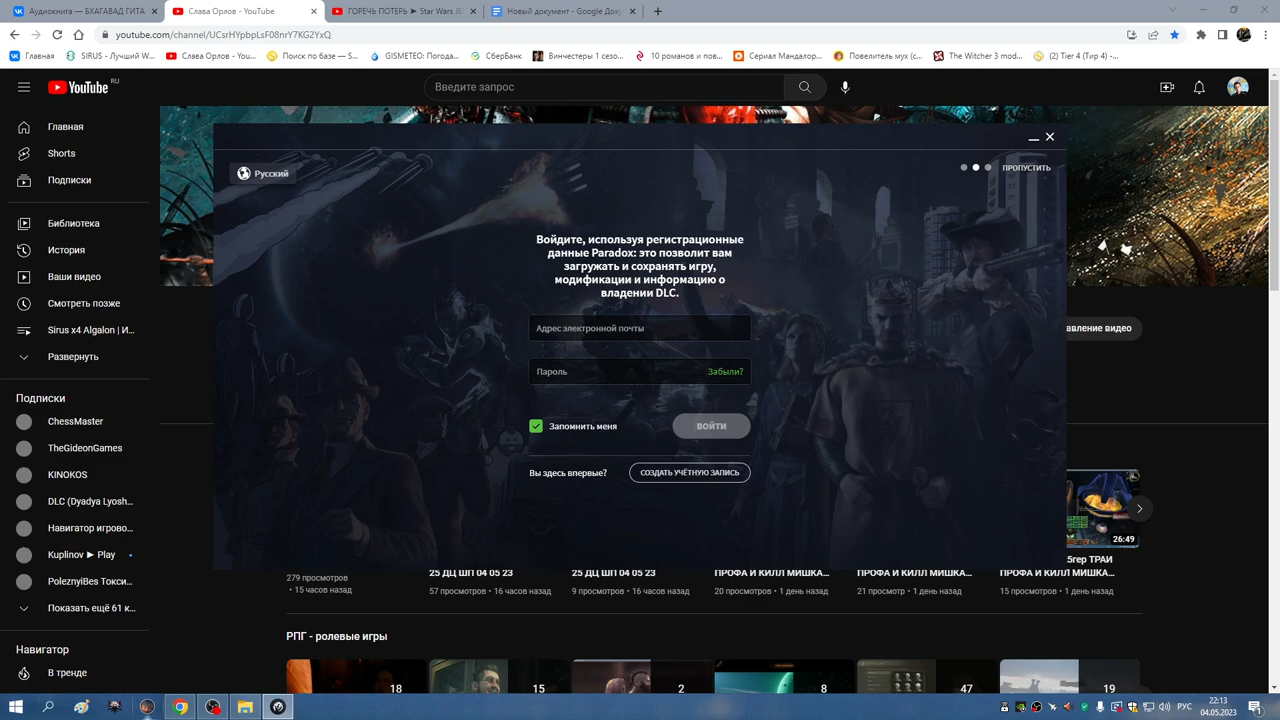 Аудиокнига — БХАГАВАД ГИТА
Слава Орлов - YouTube
ГОРЕЧЬ ПОТЕРЬ ➤ Star Wars JE
Новый документ - Google Доку
youtube.com/channel/UCsrHYpbpLsF08nrY7KG2YxQ
Главная
SIRUS - Лучший W...
Слава Орлов - You...
Поиск по базе — S...
GISMETEO: Погода...
СберБанк
Винчестеры 1 сезо...
10 романов и пов...
Сериал Мандалор...
Повелитель мух (с...
The Witcher 3 mod...
(2) Tier 4 (Тир 4) -...
YouTube RU
Введите запрос
Главная
Shorts
Подписки
Библиотека
История
Ваши видео
Смотреть позже
Sirus x4 Algalon | И...
Развернуть
Подписки
ChessMaster
TheGideonGames
KINOKOS
DLC (Dyadya Lyosh...
Навигатор игрово...
Kuplinov ► Play
PoleznyiBes Токси...
Показать ещё 61 к...
Навигатор
В тренде
Русский
ПРОПУСТИТЬ
Войдите, используя регистрационные
данные Paradox: это позволит вам
загружать и сохранять игру,
модификации и информацию о
владении DLC.
Адрес электронной почты
Пароль
Забыли?
Запомнить меня
ВОЙТИ
Вы здесь впервые?
СОЗДАТЬ УЧЁТНУЮ ЗАПИСЬ
авление видео
26:49
5гер ТРАИ
279 просмотров
• 15 часов назад
25 ДЦ ШП 04 05 23
57 просмотров • 16 часов назад
25 ДЦ ШП 04 05 23
9 просмотров • 16 часов назад
ПРОФА И КИЛЛ МИШКА...
20 просмотров • 1 день назад
ПРОФА И КИЛЛ МИШКА...
21 просмотр • 1 день назад
ПРОФА И КИЛЛ МИШКА...
15 просмотров • 1 день назад
РПГ - ролевые игры
18
15
2
8
47
19
РУС
22:13
04.05.2023
1